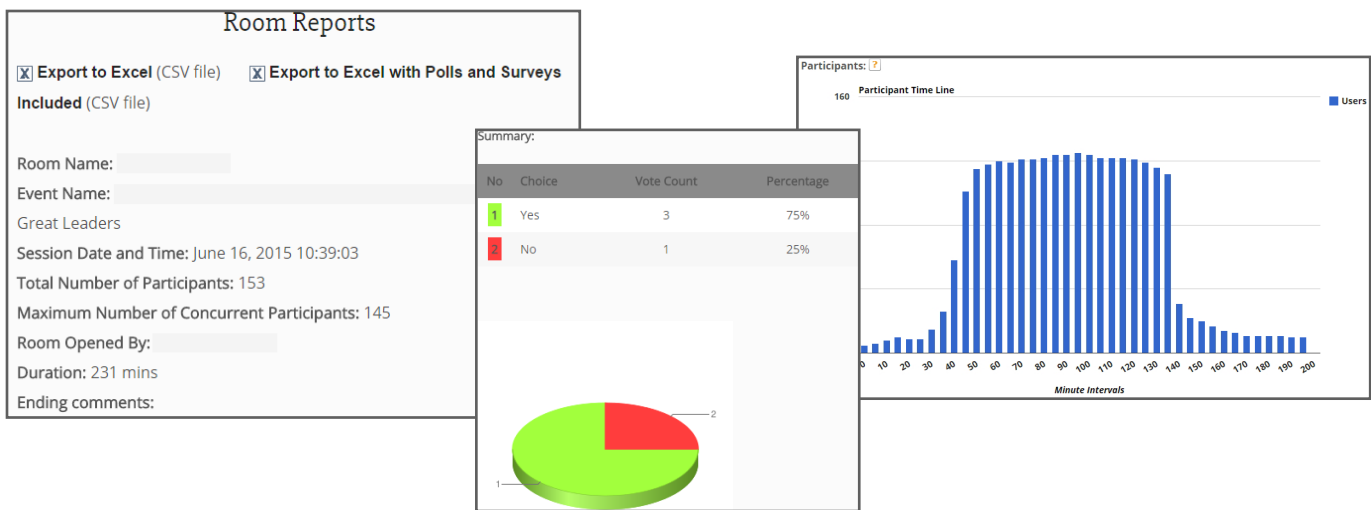 Room Reports
X Export to Excel (CSV file) X Export to Excel with Polls and Surveys
Included (CSV file)
Room Name:
Event Name:
Great Leaders
Session Date and Time: June 16, 2015 10:39:03
Total Number of Participants: 153
Maximum Number of Concurrent Participants: 145
Room Opened By:
Duration: 231 mins
Ending comments:
Summary:
No Choice Vote Count Percentage
1 Yes 3 75%
2 No 1 25%
2
1
Participants: ?
Participant Time Line
160
Users
0 10 20 30 40 50 60 70 80 90 100 110 120 130 140 150 160 170 180 190 200
Minute Intervals